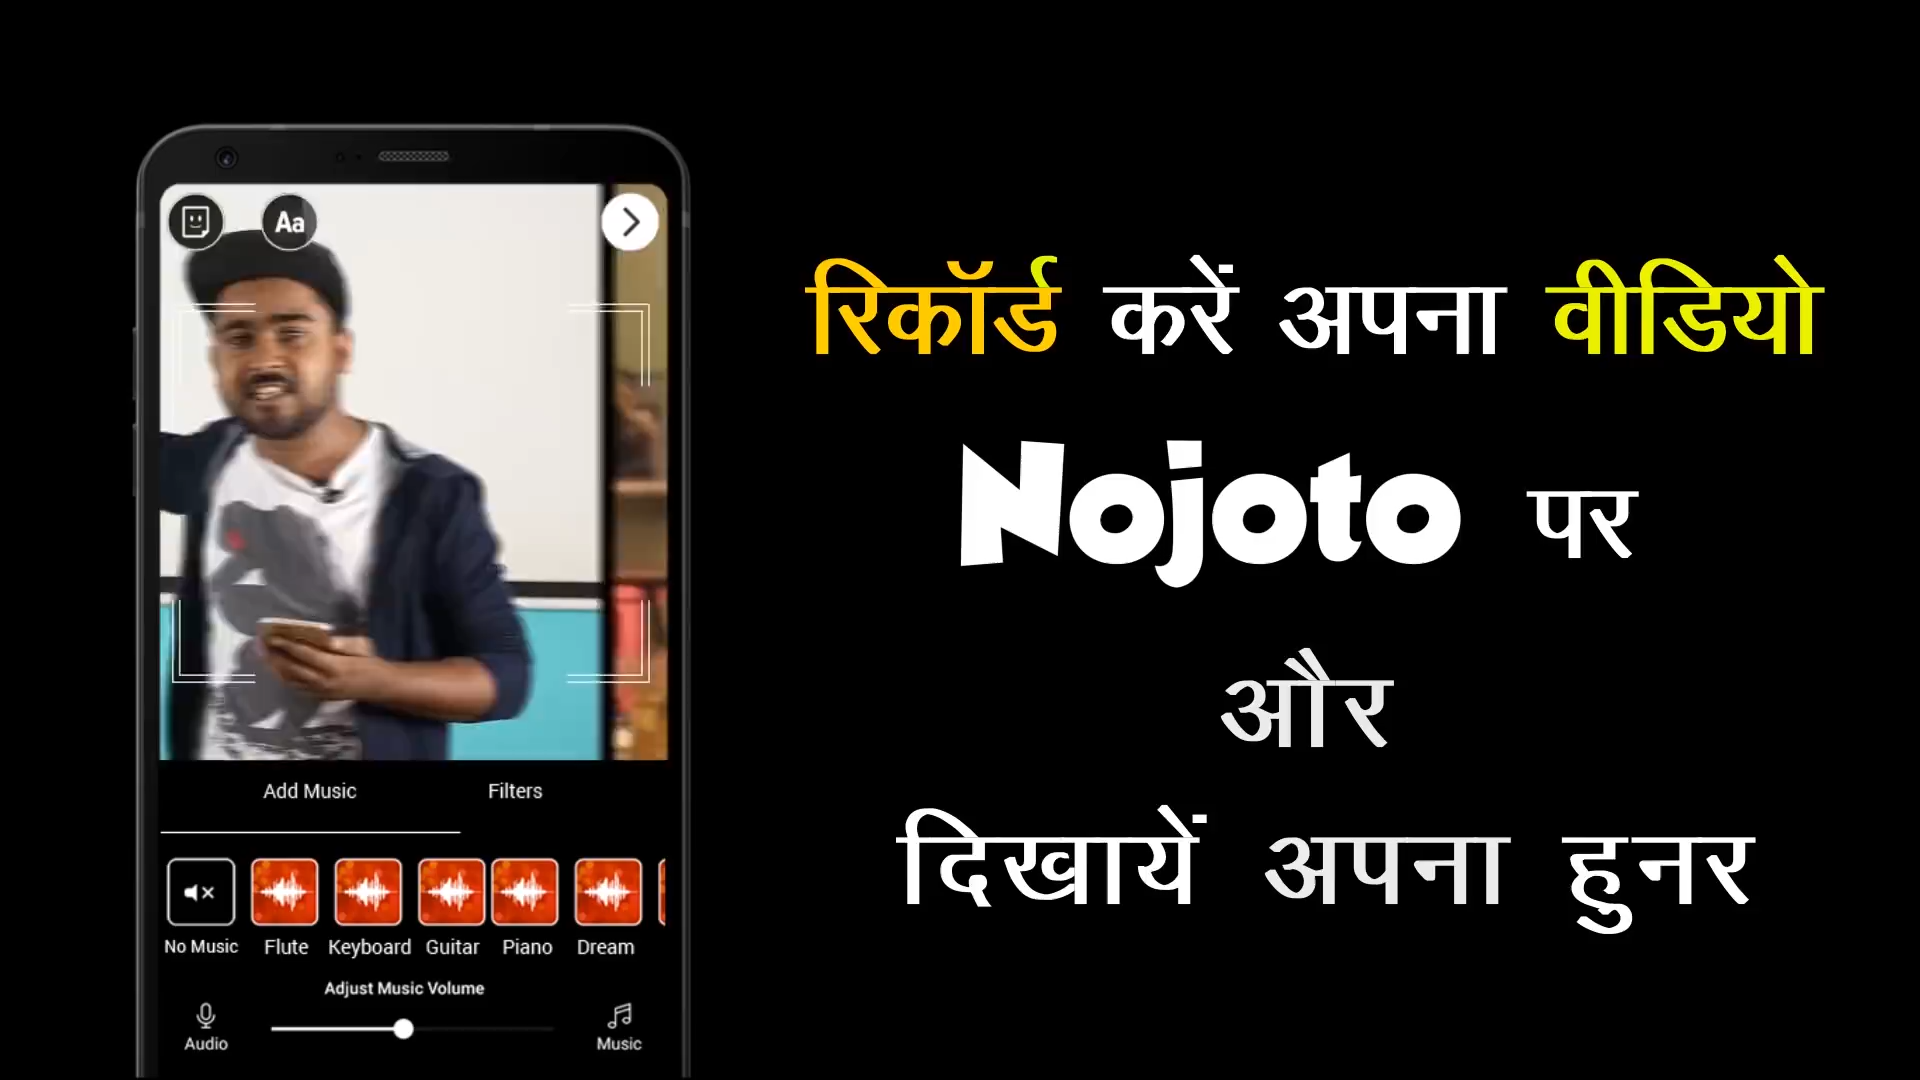 Aa
Add Music Filters
No Music Flute Keyboard Guitar Piano Dream
Adjust Music Volume
Audio Music
रिकॉर्ड करें अपना वीडियो
Nojoto पर
और
दिखायें अपना हुनर